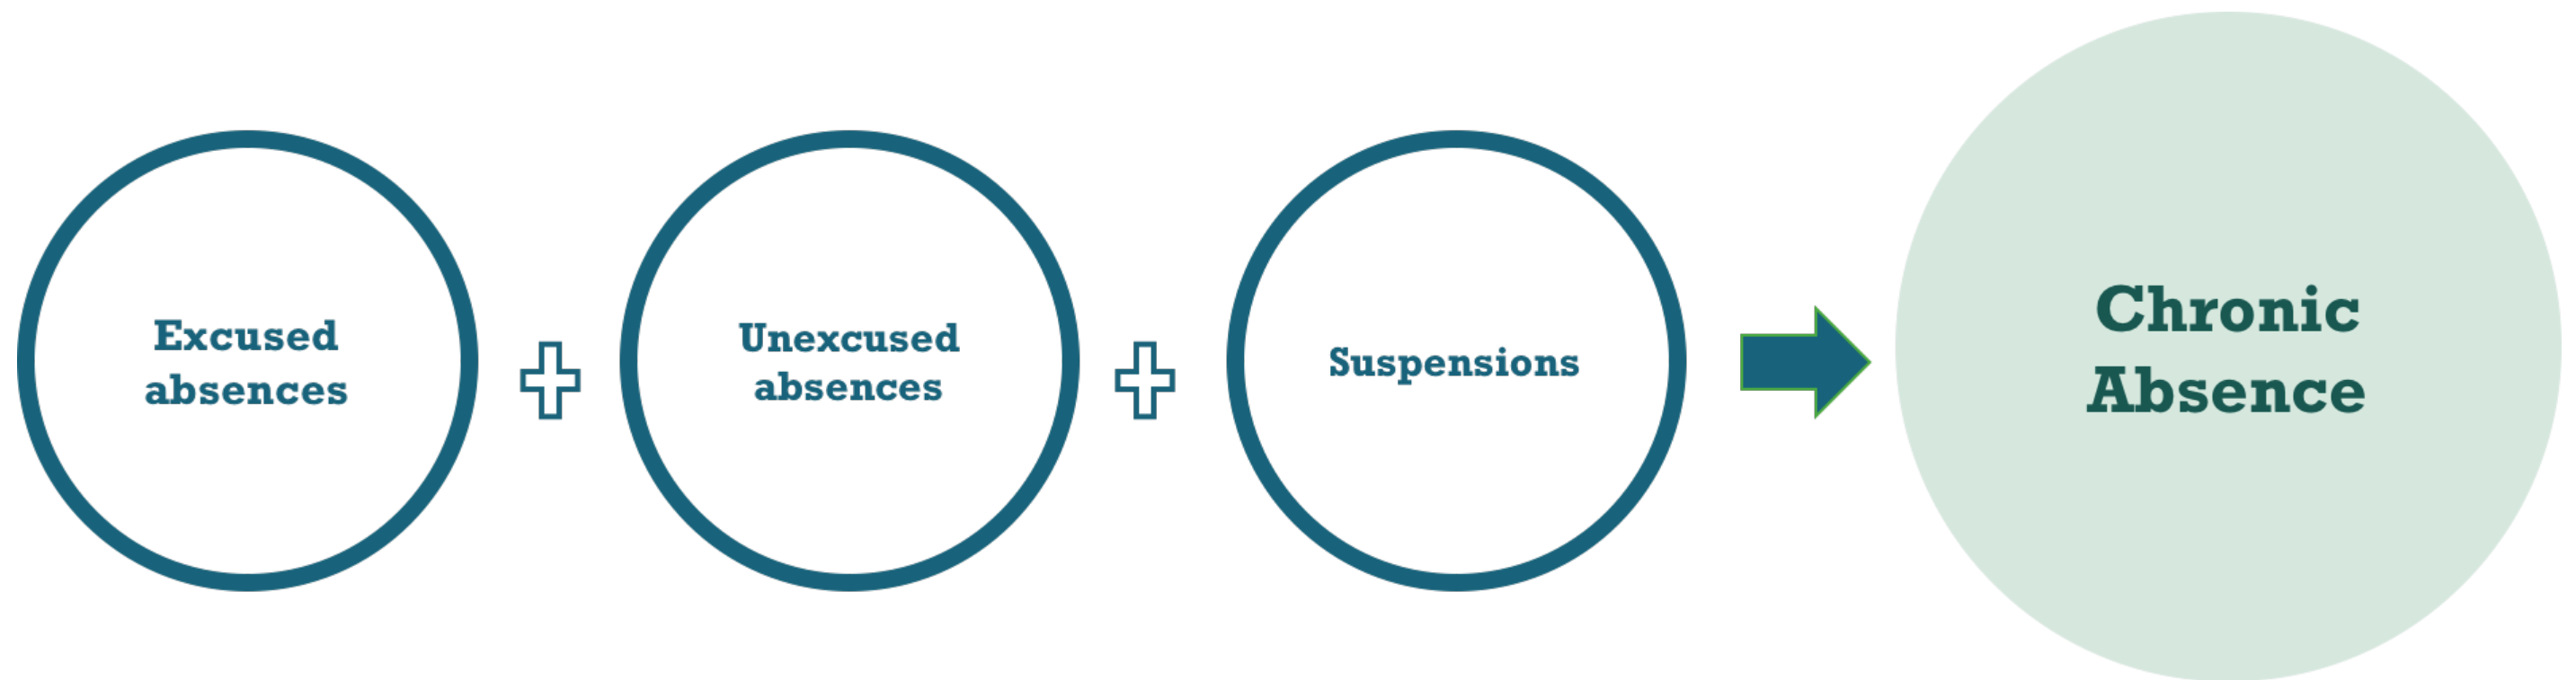 Excused
absences
Unexcused
absences
Suspensions
Chronic
Absence